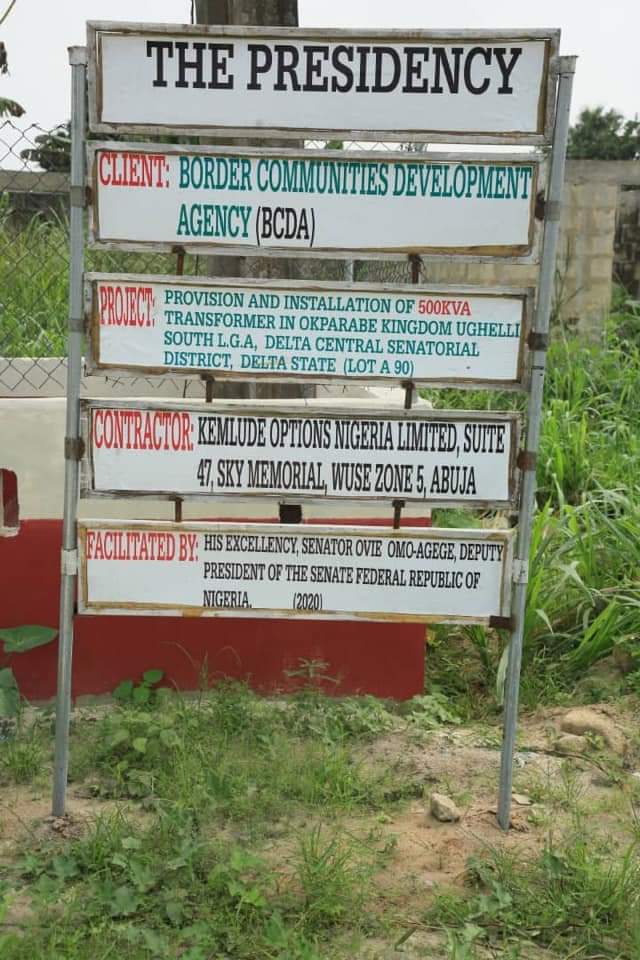 THE PRESIDENCY
CLIENT: BORDER COMMUNITIES DEVELOPMENT
AGENCY (BCDA)
PROJECT: PROVISION AND INSTALLATION OF 500KVA
TRANSFORMER IN OKPARABE KINGDOM UGHELLI
SOUTH L.G.A, DELTA CENTRAL SENATORIAL
DISTRICT, DELTA STATE (LOT A 90)
CONTRACTOR: KEMLUDE OPTIONS NIGERIA LIMITED, SUITE
47, SKY MEMORIAL, WUSE ZONE 5, ABUJA
FACILITATED BY: HIS EXCELLENCY, SENATOR OVIE OMO-AGEGE, DEPUTY
PRESIDENT OF THE SENATE FEDERAL REPUBLIC OF
NIGERIA. (2020)